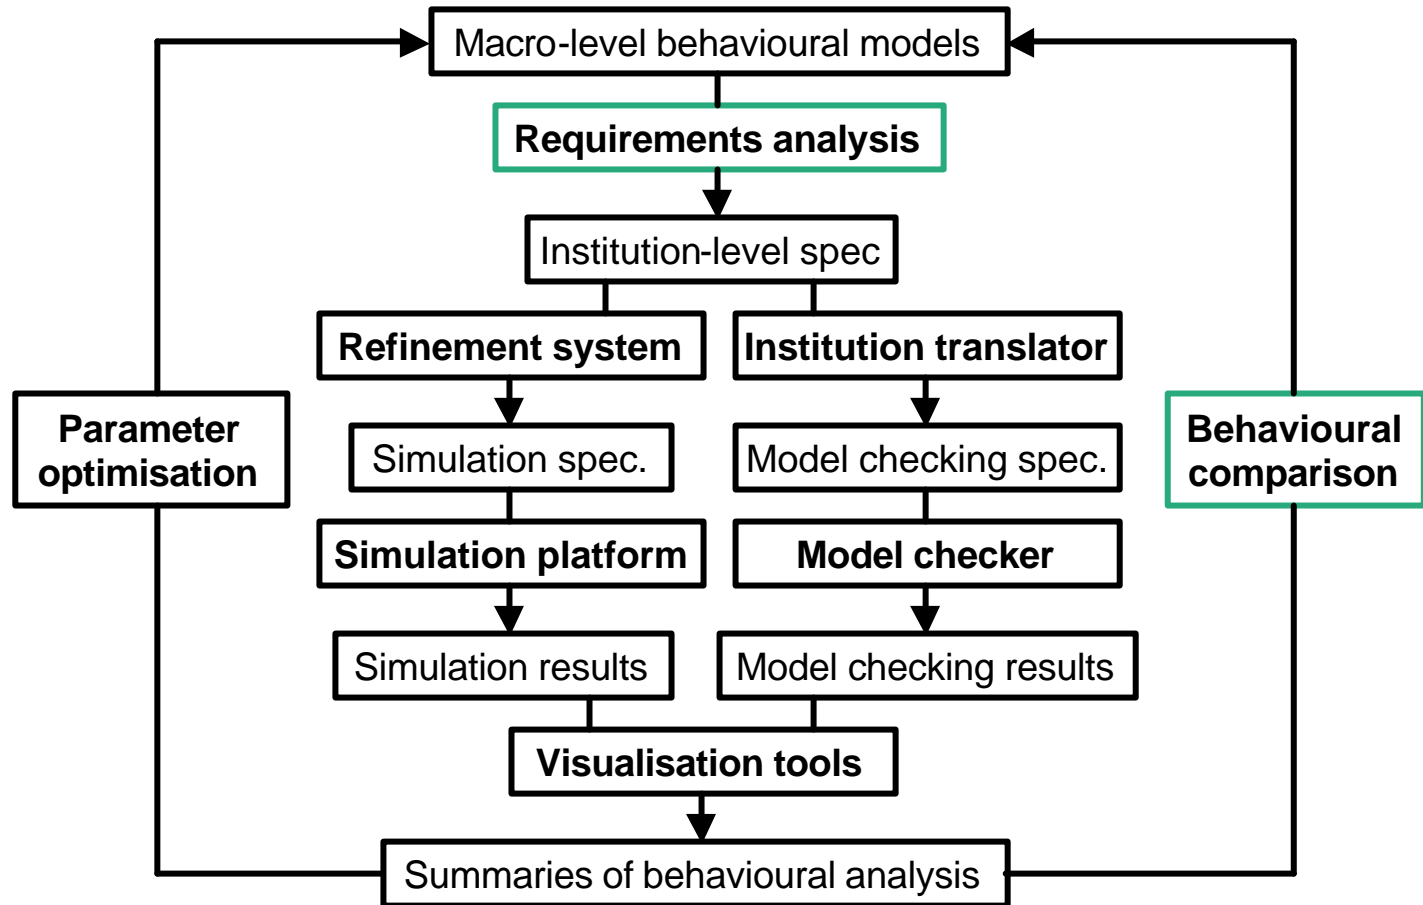 Macro-level behavioural models
Requirements analysis
Institution-level spec
Refinement system
Institution translator
Parameter
optimisation
Simulation spec.
Model checking spec.
Behavioural
comparison
Simulation platform
Model checker
Simulation results
Model checking results
Visualisation tools
Summaries of behavioural analysis